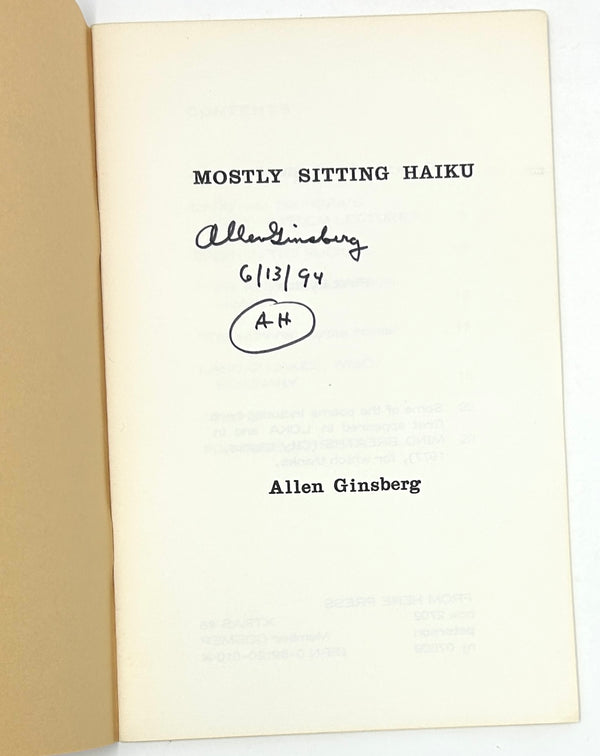 MOSTLY SITTING HAIKU
Allen Ginsberg
6/13/94
AH
Allen Ginsberg